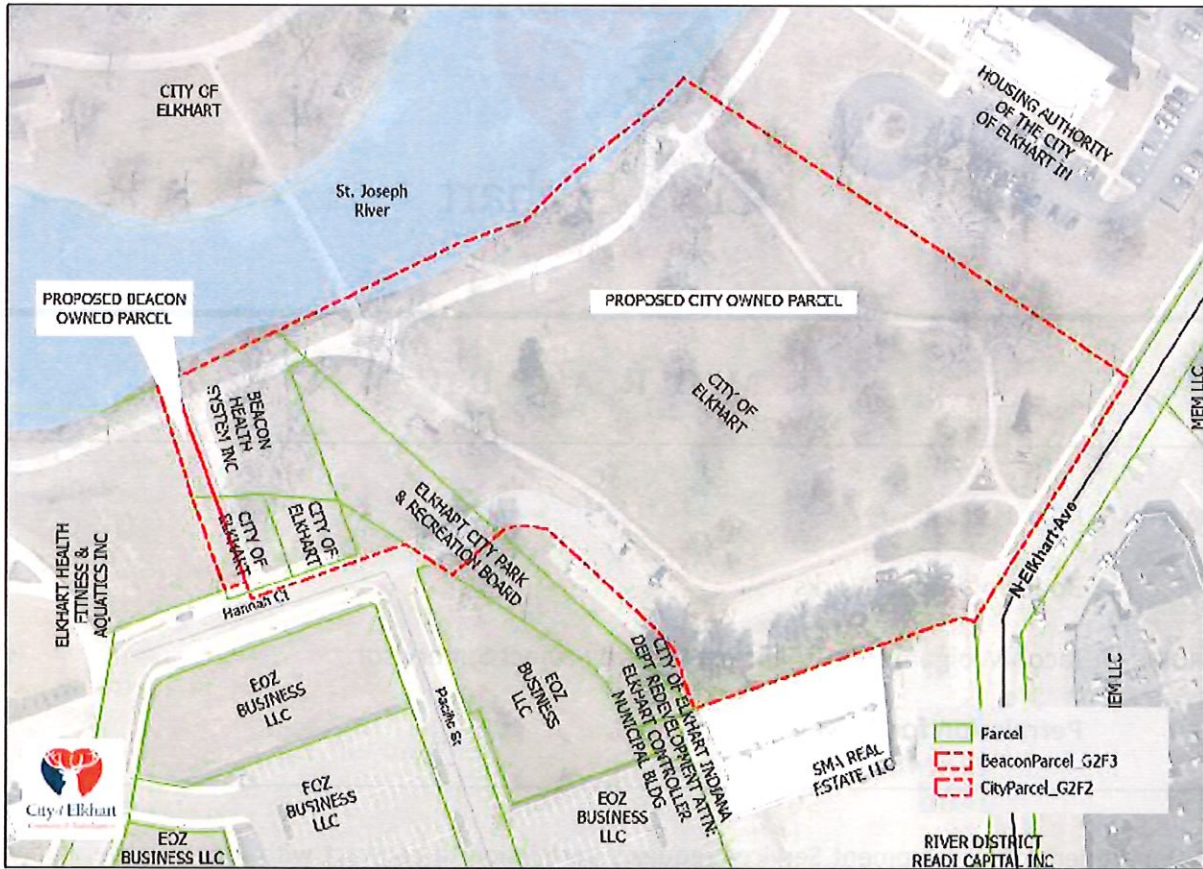 CITY OF
ELKHART
HOUSING AUTHORITY
OF THE CITY
OF ELKHART IN
St. Joseph
River
PROPOSED BEACON
OWNED PARCEL
PROPOSED CITY OWNED PARCEL
CITY OF
ELKHART
MEM LLC
BEACON
HEALTH
SYSTEM INC
CITY OF
ELKHART
CITY OF
ELKHART
ELKHART CITY PARK
& RECREATION BOARD
N Elkhart Ave
ELKHART HEALTH
FITNESS &
AQUATICS INC
Hannah Ct
EOZ
BUSINESS
LLC
Pacific St
EOZ
BUSINESS
LLC
CITY OF ELKHART INDIANA
DEPT REDEVELOPMENT ATTN:
ELKHART CONTROLLER
MUNICIPAL BLDG
MEM LLC
SMA REAL
ESTATE LLC
Parcel
BeaconParcel_G2F3
CityParcel_G2F2
City of Elkhart
EOZ
BUSINESS
LLC
EOZ
BUSINESS
LLC
EOZ
BUSINESS LLC
RIVER DISTRICT
READI CAPITAL INC